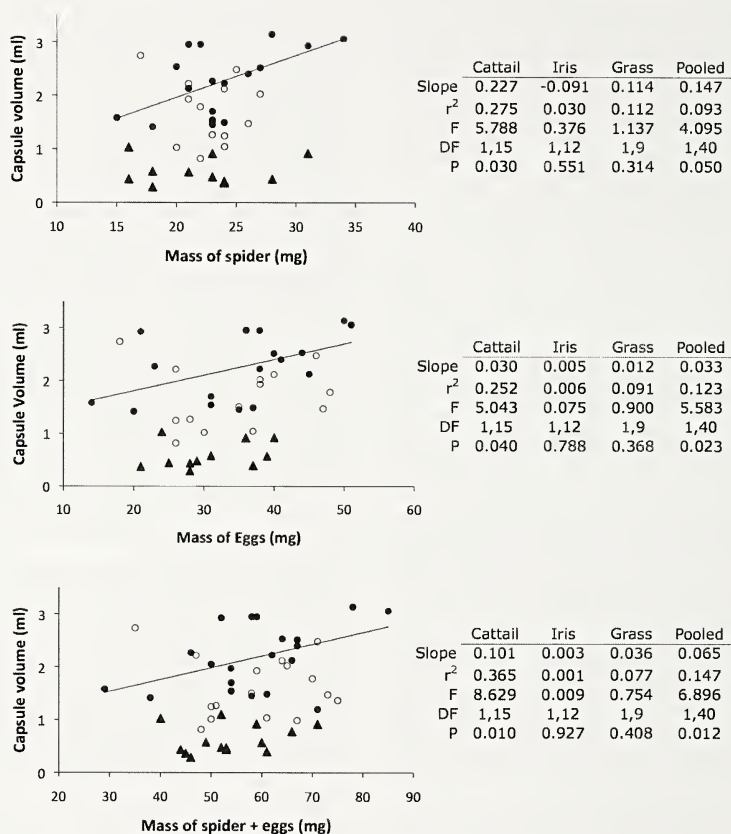 Capsule volume (ml)
3
2
1
0
10 15 20 25 30 35 40
Mass of spider (mg)
Cattail Iris Grass Pooled
Slope 0.227 -0.091 0.114 0.147
r² 0.275 0.030 0.112 0.093
F 5.788 0.376 1.137 4.095
DF 1,15 1,12 1,9 1,40
P 0.030 0.551 0.314 0.050
Capsule Volume (ml)
3
2
1
0
10 20 30 40 50 60
Mass of Eggs (mg)
Cattail Iris Grass Pooled
Slope 0.030 0.005 0.012 0.033
r² 0.252 0.006 0.091 0.123
F 5.043 0.075 0.900 5.583
DF 1,15 1,12 1,9 1,40
P 0.040 0.788 0.368 0.023
Capsule volume (ml)
3
2
1
0
20 30 40 50 60 70 80 90
Mass of spider + eggs (mg)
Cattail Iris Grass Pooled
Slope 0.101 0.003 0.036 0.065
r² 0.365 0.001 0.077 0.147
F 8.629 0.009 0.754 6.896
DF 1,15 1,12 1,9 1,40
P 0.010 0.927 0.408 0.012